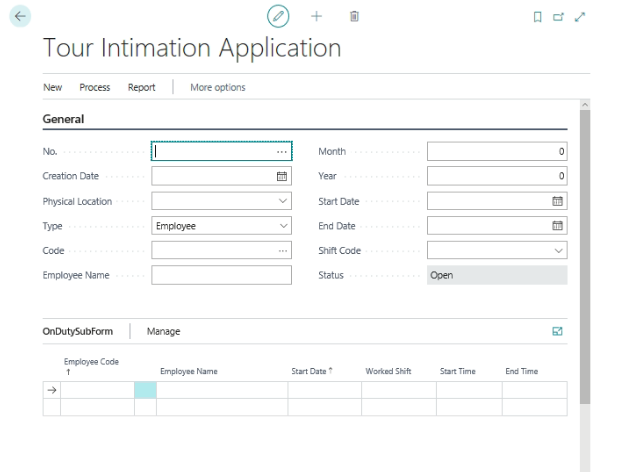 Tour Intimation Application
New Process Report More options
General
No.
Month 0
Creation Date
Year 0
Physical Location
Start Date
Type Employee
End Date
Code
Shift Code
Employee Name
Status Open
OnDutySubForm Manage
Employee Code ↑ Employee Name Start Date ↑ Worked Shift Start Time End Time